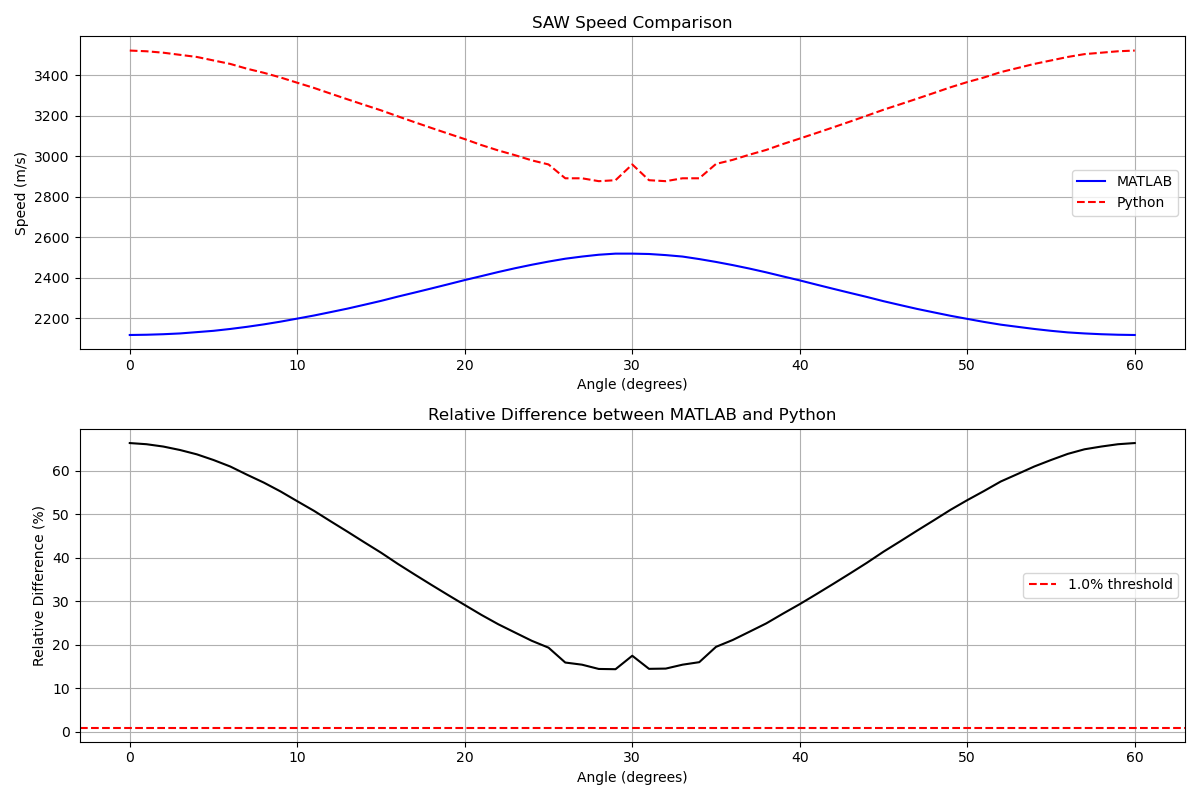 SAW Speed Comparison
Speed (m/s)
3400
3200
3000
2800
2600
2400
2200
MATLAB
Python
0 10 20 30 40 50 60
Angle (degrees)
Relative Difference between MATLAB and Python
Relative Difference (%)
60
50
40
30
20
10
0
1.0% threshold
0 10 20 30 40 50 60
Angle (degrees)